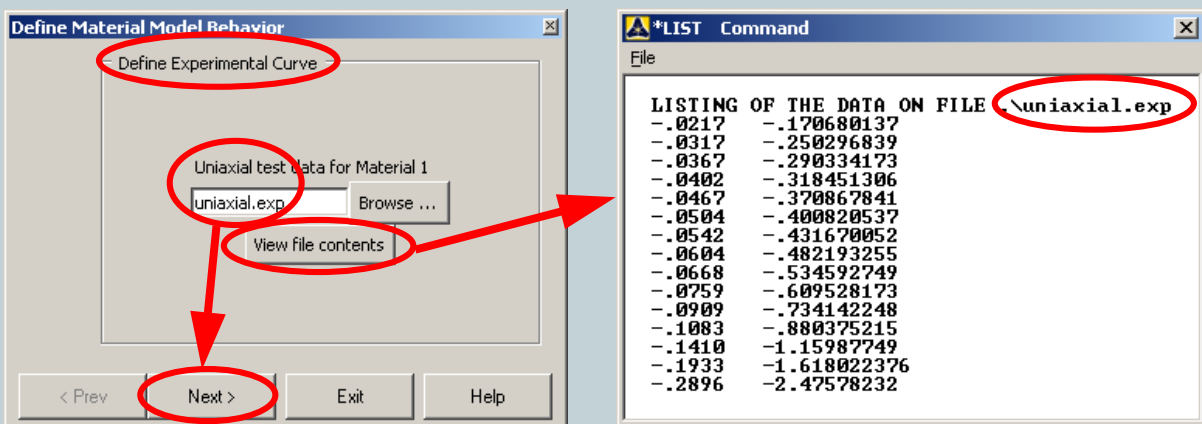 Define Material Model Behavior
Define Experimental Curve
Uniaxial test data for Material 1
uniaxial.exp
Browse ...
View file contents
< Prev
Next >
Exit
Help
*LIST Command
File
LISTING OF THE DATA ON FILE .\uniaxial.exp
-.0217 -.170680137
-.0317 -.250296839
-.0367 -.290334173
-.0402 -.318451306
-.0467 -.370867841
-.0504 -.400820537
-.0542 -.431670052
-.0604 -.482193255
-.0668 -.534592749
-.0759 -.609528173
-.0909 -.734142248
-.1083 -.880375215
-.1410 -1.15987749
-.1933 -1.618022376
-.2896 -2.47578232